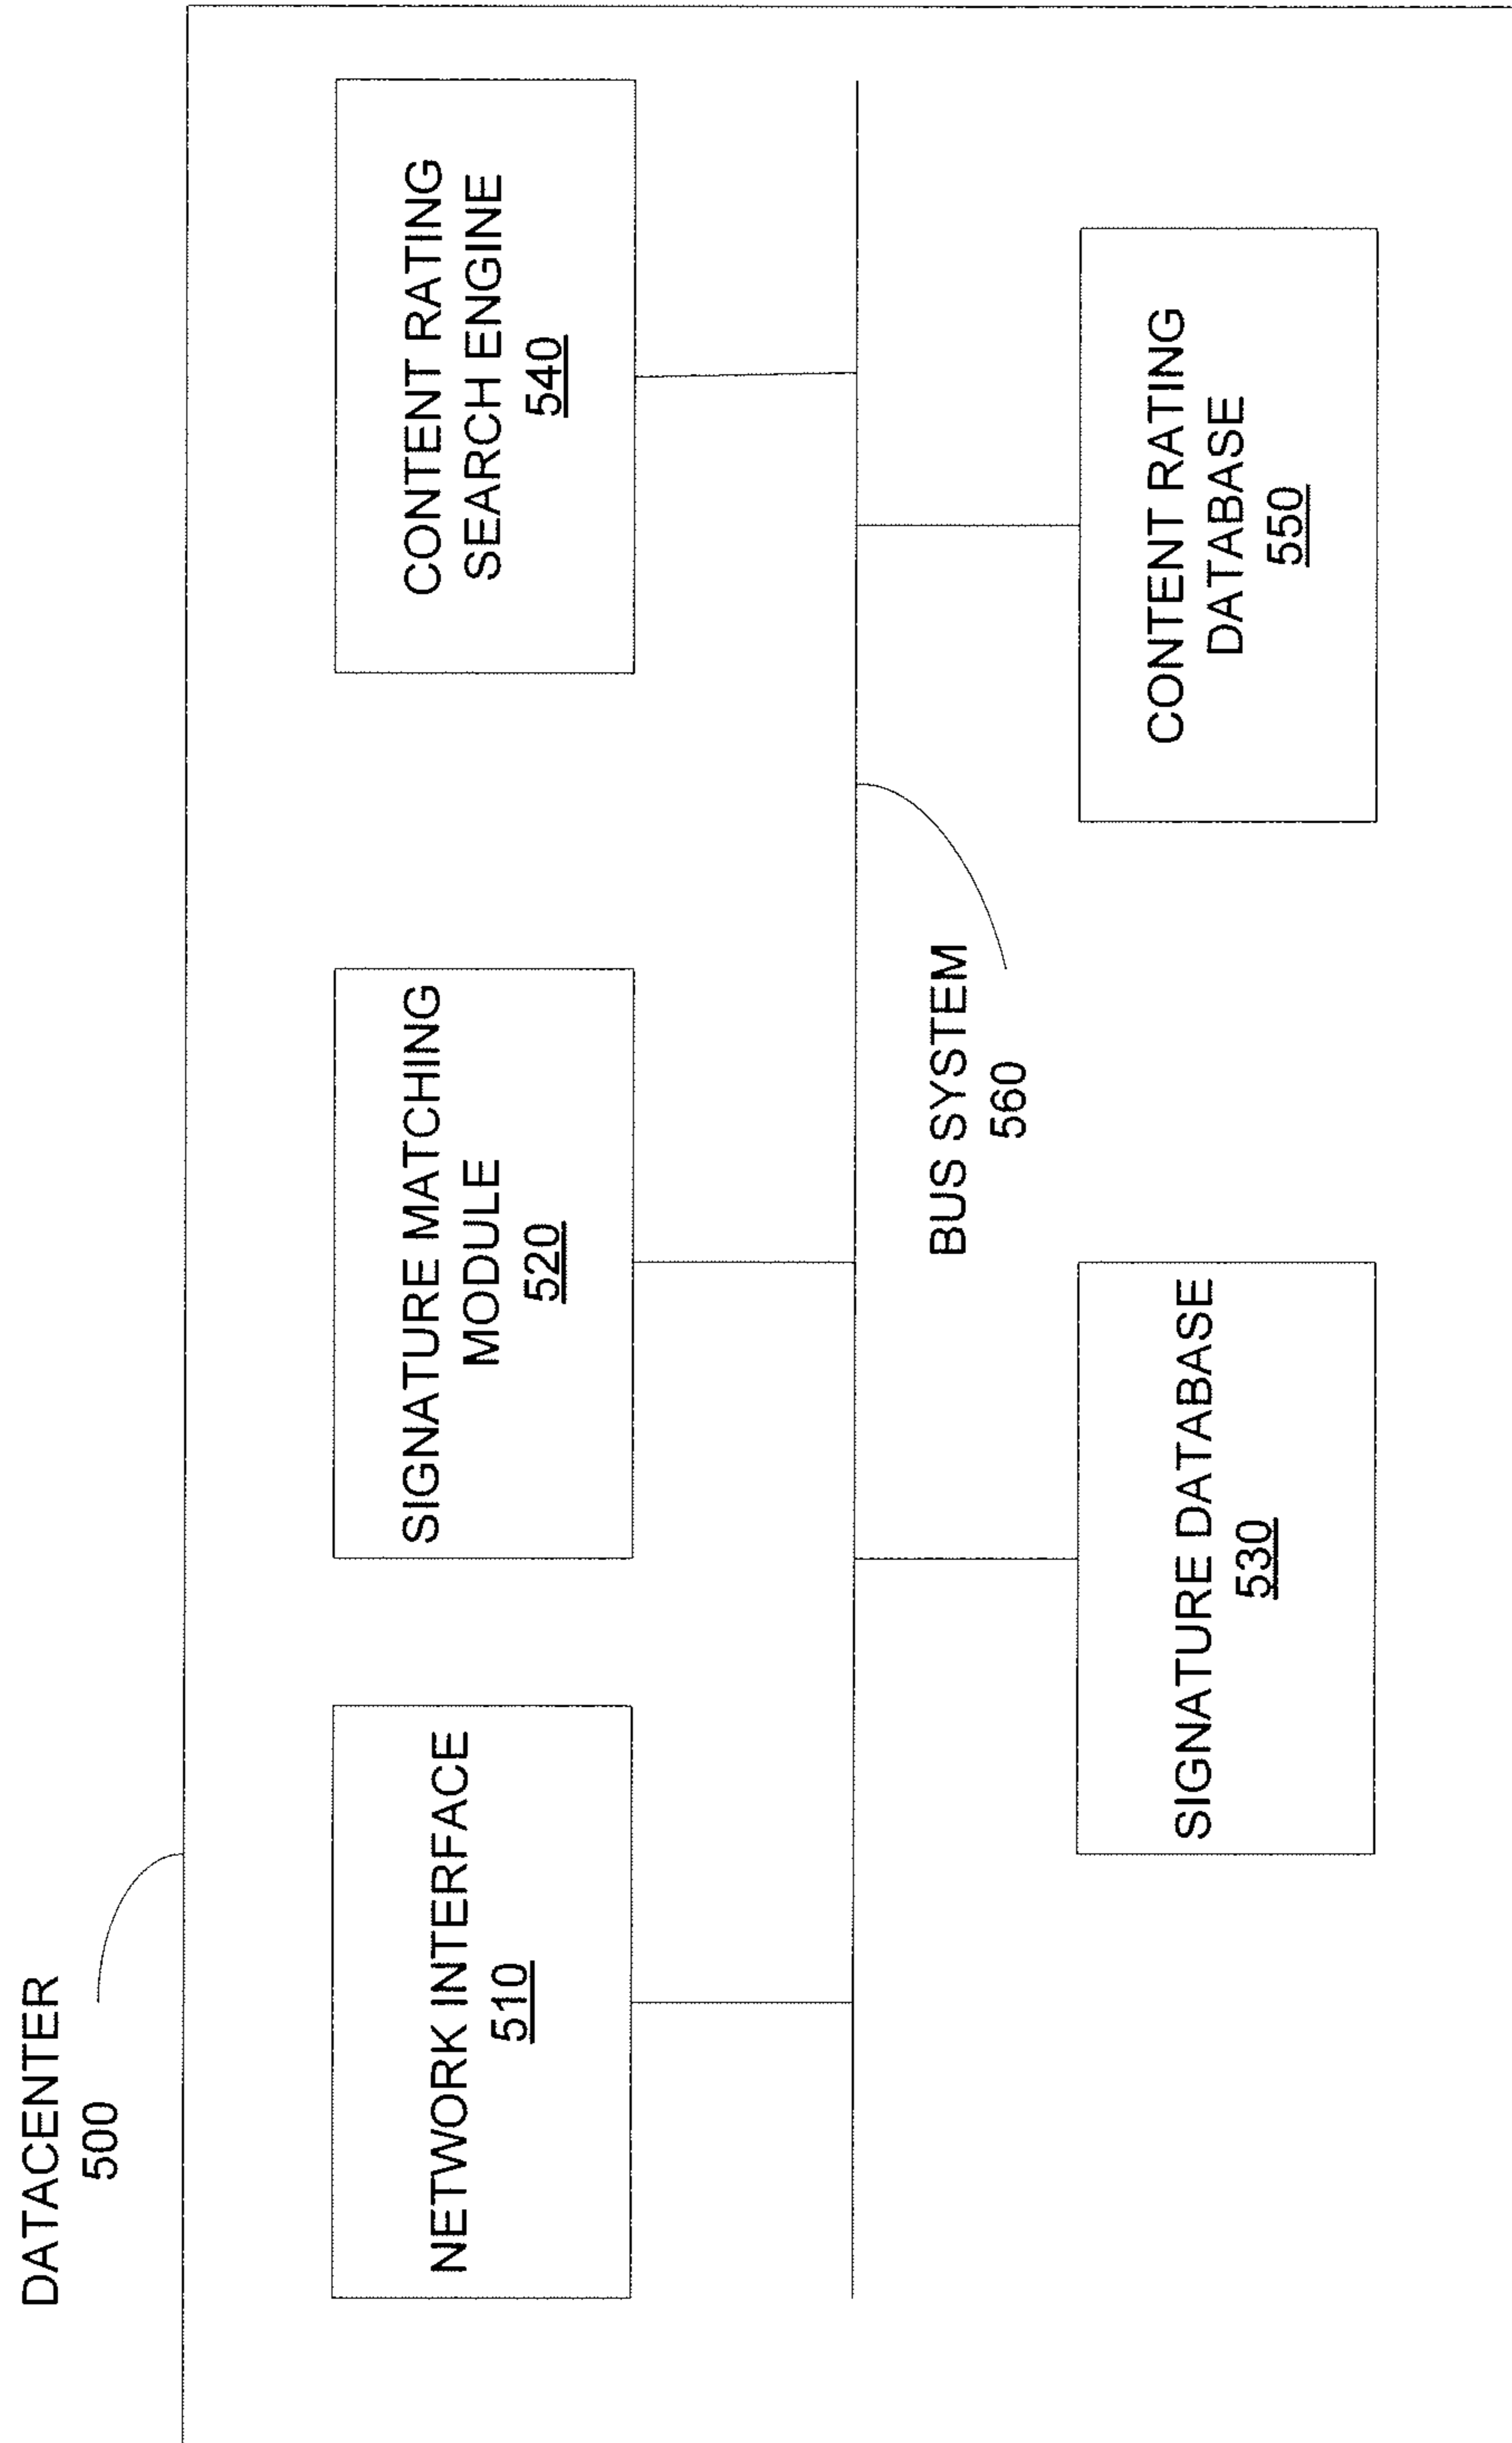 DATACENTER
500
NETWORK INTERFACE
510
SIGNATURE MATCHING
MODULE
520
CONTENT RATING
SEARCH ENGINE
540
BUS SYSTEM
560
SIGNATURE DATABASE
530
CONTENT RATING
DATABASE
550